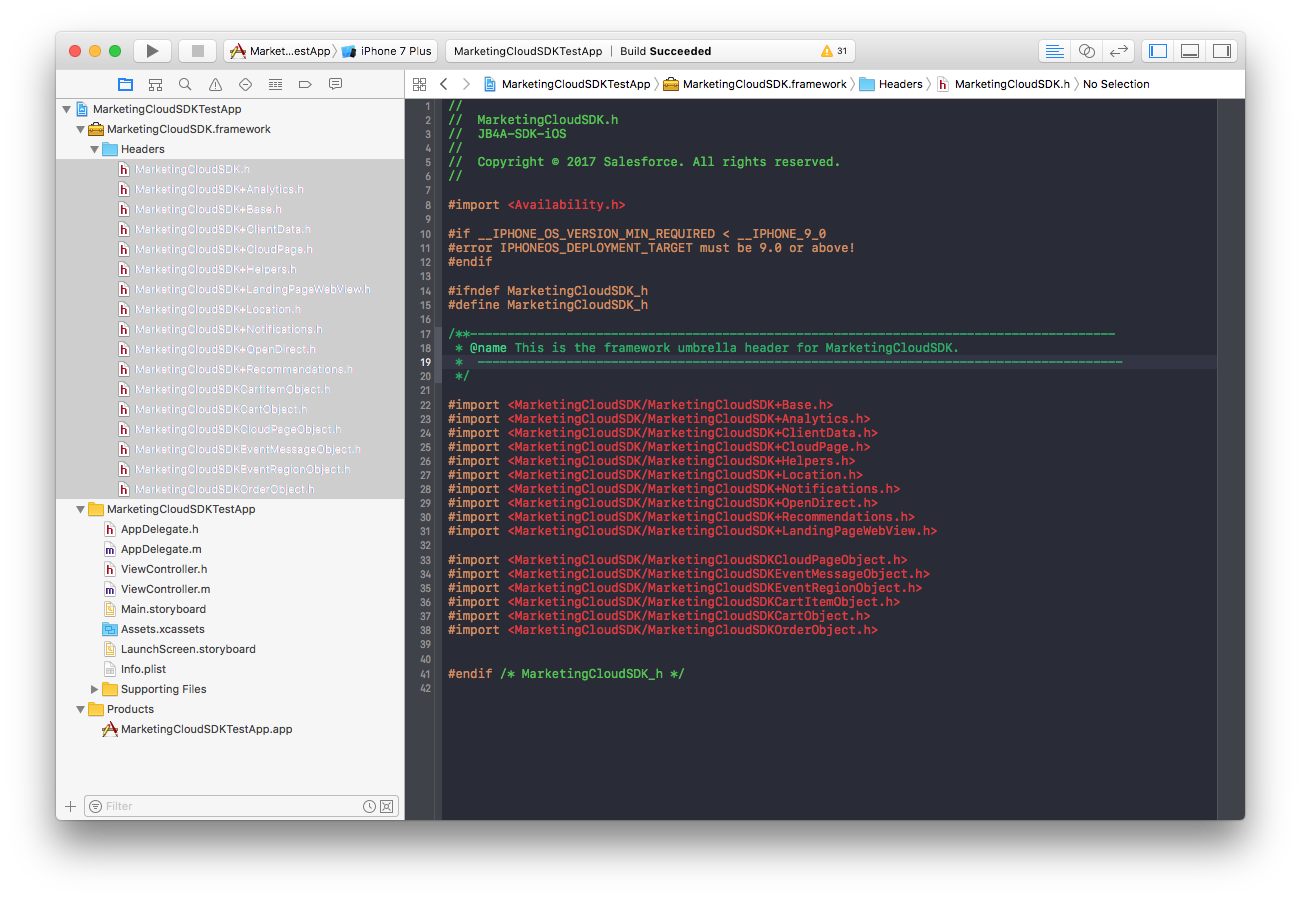 Market...estApp
iPhone 7 Plus
MarketingCloudSDKTestApp | Build Succeeded
31
MarketingCloudSDKTestApp
MarketingCloudSDK.framework
Headers
MarketingCloudSDK.h
No Selection
MarketingCloudSDKTestApp
MarketingCloudSDK.framework
Headers
MarketingCloudSDK.h
MarketingCloudSDK+Analytics.h
MarketingCloudSDK+Base.h
MarketingCloudSDK+ClientData.h
MarketingCloudSDK+CloudPage.h
MarketingCloudSDK+Helpers.h
MarketingCloudSDK+LandingPageWebView.h
MarketingCloudSDK+Location.h
MarketingCloudSDK+Notifications.h
MarketingCloudSDK+OpenDirect.h
MarketingCloudSDK+Recommendations.h
MarketingCloudSDKCartItemObject.h
MarketingCloudSDKCartObject.h
MarketingCloudSDKCloudPageObject.h
MarketingCloudSDKEventMessageObject.h
MarketingCloudSDKEventRegionObject.h
MarketingCloudSDKOrderObject.h
MarketingCloudSDKTestApp
AppDelegate.h
AppDelegate.m
ViewController.h
ViewController.m
Main.storyboard
Assets.xcassets
LaunchScreen.storyboard
Info.plist
Supporting Files
Products
MarketingCloudSDKTestApp.app
Filter
1 //
2 //  MarketingCloudSDK.h
3 //  JB4A-SDK-iOS
4 //
5 //  Copyright © 2017 Salesforce. All rights reserved.
6 //
7
8 #import <Availability.h>
9
10 #if __IPHONE_OS_VERSION_MIN_REQUIRED < __IPHONE_9_0
11 #error IPHONEOS_DEPLOYMENT_TARGET must be 9.0 or above!
12 #endif
13
14 #ifndef MarketingCloudSDK_h
15 #define MarketingCloudSDK_h
16
17 /**---------------------------------------------------------------------------------------
18  * @name This is the framework umbrella header for MarketingCloudSDK.
19  *  ---------------------------------------------------------------------------------------
20  */
21
22 #import <MarketingCloudSDK/MarketingCloudSDK+Base.h>
23 #import <MarketingCloudSDK/MarketingCloudSDK+Analytics.h>
24 #import <MarketingCloudSDK/MarketingCloudSDK+ClientData.h>
25 #import <MarketingCloudSDK/MarketingCloudSDK+CloudPage.h>
26 #import <MarketingCloudSDK/MarketingCloudSDK+Helpers.h>
27 #import <MarketingCloudSDK/MarketingCloudSDK+Location.h>
28 #import <MarketingCloudSDK/MarketingCloudSDK+Notifications.h>
29 #import <MarketingCloudSDK/MarketingCloudSDK+OpenDirect.h>
30 #import <MarketingCloudSDK/MarketingCloudSDK+Recommendations.h>
31 #import <MarketingCloudSDK/MarketingCloudSDK+LandingPageWebView.h>
32
33 #import <MarketingCloudSDK/MarketingCloudSDKCloudPageObject.h>
34 #import <MarketingCloudSDK/MarketingCloudSDKEventMessageObject.h>
35 #import <MarketingCloudSDK/MarketingCloudSDKEventRegionObject.h>
36 #import <MarketingCloudSDK/MarketingCloudSDKCartItemObject.h>
37 #import <MarketingCloudSDK/MarketingCloudSDKCartObject.h>
38 #import <MarketingCloudSDK/MarketingCloudSDKOrderObject.h>
39
40
41 #endif /* MarketingCloudSDK_h */
42